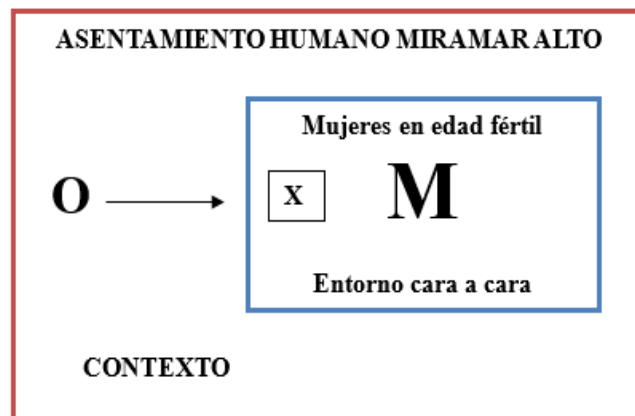 ASENTAMIENTO HUMANO MIRAMAR ALTO
Mujeres en edad fértil
O
X
M
Entorno cara a cara
CONTEXTO